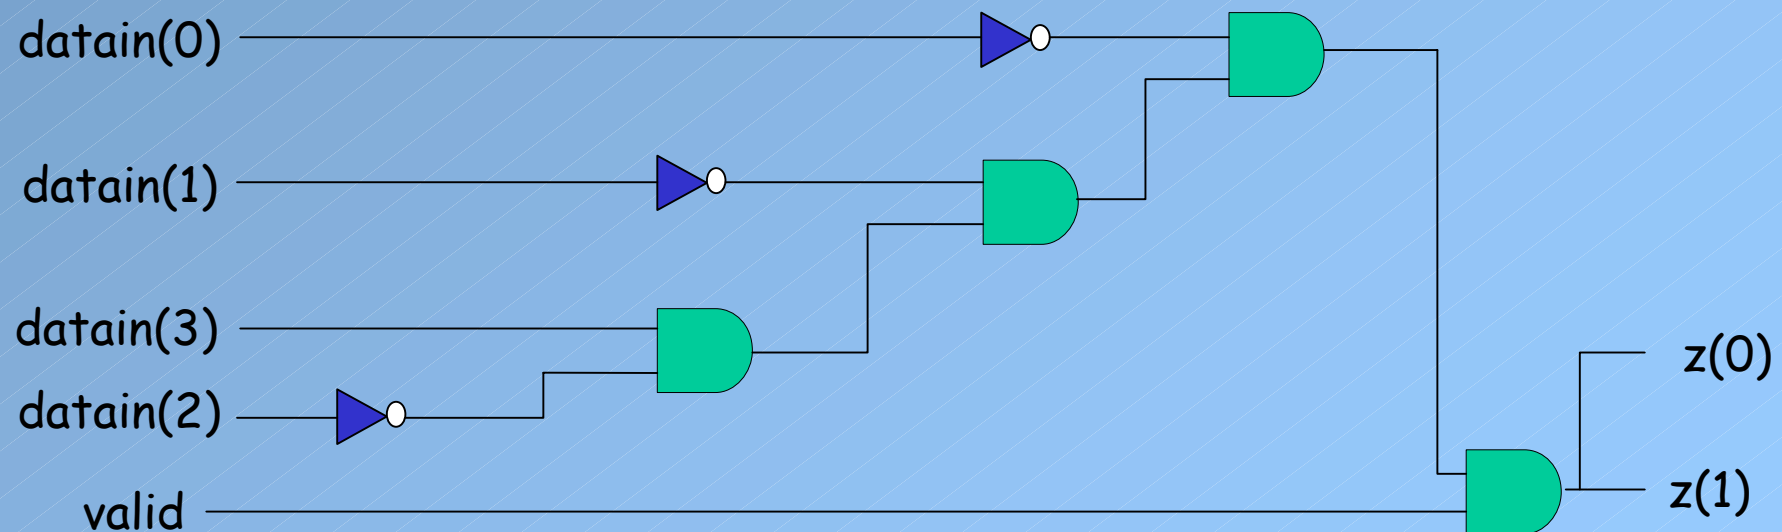 datain(0)
datain(1)
datain(3)
datain(2)
valid
z(0)
z(1)